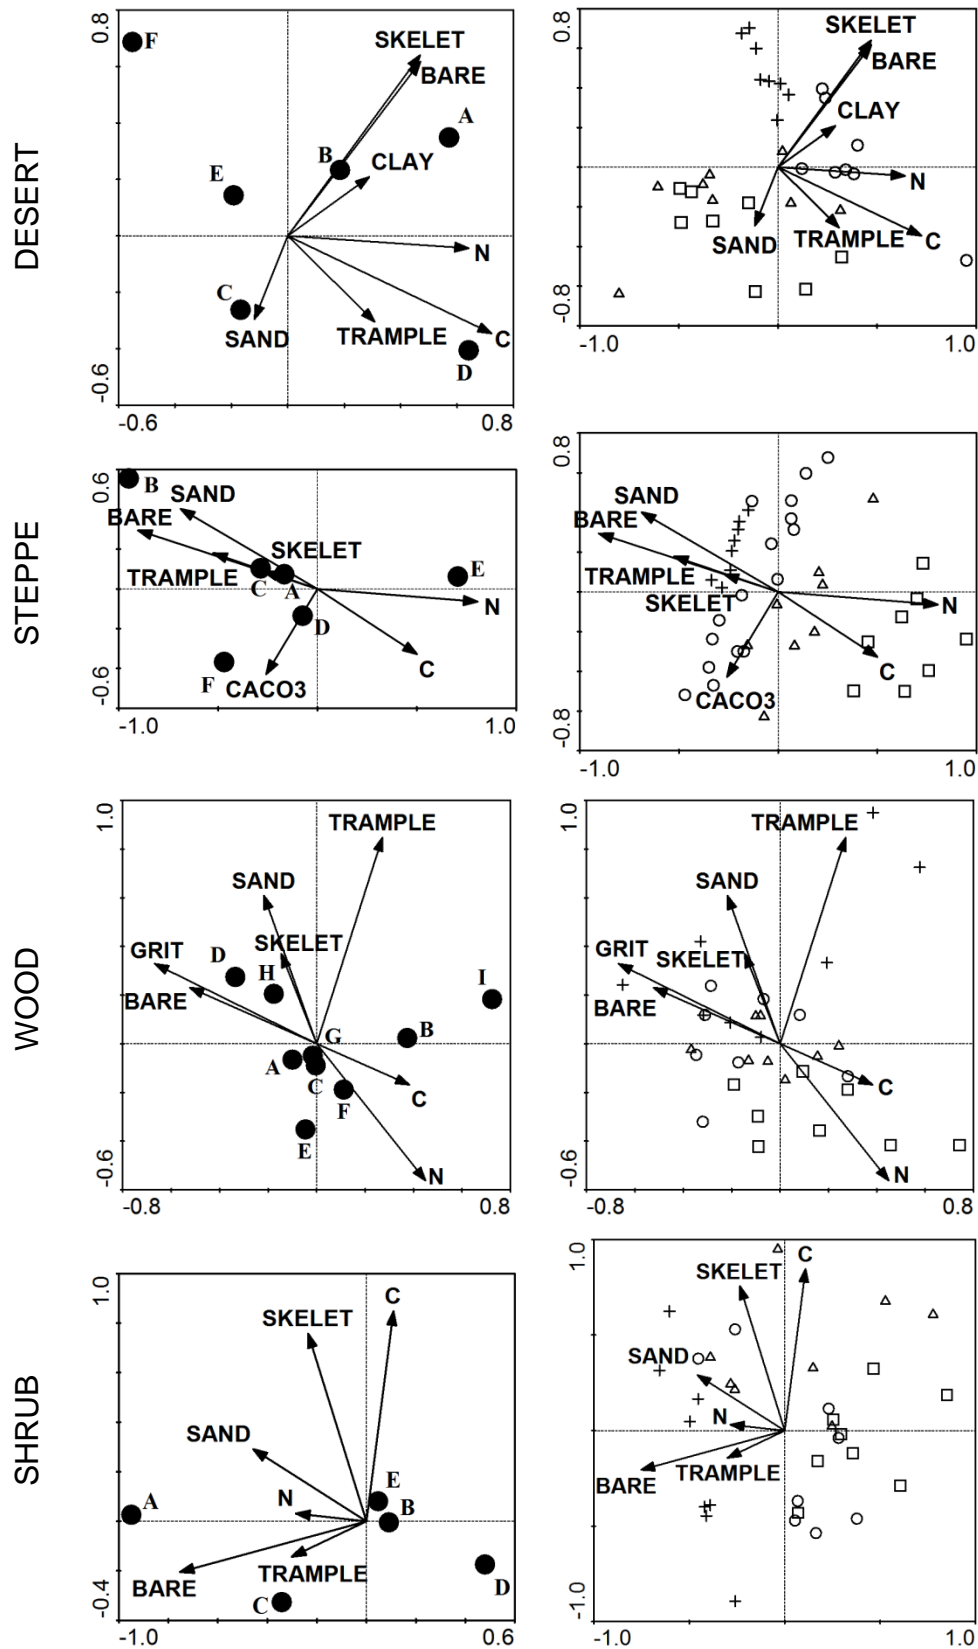 DESERT
0.8
-0.6
-0.6
0.8
F
SKELET
BARE
A
B
CLAY
E
N
C
SAND
TRAMPLE
C
D
0.8
-0.8
-1.0
1.0
SKELET
BARE
CLAY
N
SAND
TRAMPLE
C
STEPPE
0.6
-0.6
-1.0
1.0
B
SAND
BARE
SKELET
TRAMPLE
C
A
E
N
D
F
C
CACO3
0.8
-0.8
-1.0
1.0
SAND
BARE
TRAMPLE
SKELET
N
C
CACO3
WOOD
1.0
-0.6
-0.8
0.8
TRAMPLE
SAND
GRIT
D
SKELET
H
BARE
I
G
B
A
C
F
C
E
N
1.0
-0.6
-0.8
0.8
TRAMPLE
SAND
GRIT
SKELET
BARE
C
N
SHRUB
1.0
-0.4
-1.0
0.6
C
SKELET
SAND
N
E
A
B
TRAMPLE
BARE
C
D
1.0
-1.0
-1.0
1.0
C
SKELET
SAND
N
TRAMPLE
BARE